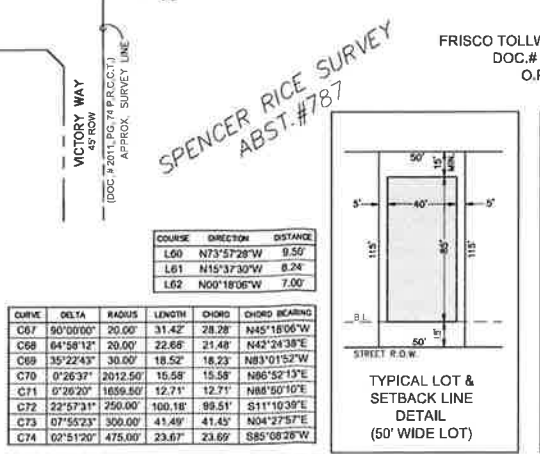 VICTORY WAY
45' ROW
(DOC.# 2011, PG. 74 P.R.C.C.T.)
APPROX. SURVEY LINE
SPENCER RICE SURVEY
ABST.#787
FRISCO TOLLW
DOC.#
O.P
COURSE DIRECTION DISTANCE
L60 N73°57'28"W 9.50'
L61 N15°37'30"W 8.24'
L62 N00°18'06"W 7.00'
CURVE DELTA RADIUS LENGTH CHORD CHORD BEARING
C67 90°00'00" 20.00' 31.42' 28.28' N45°18'06"W
C68 64°58'12" 20.00' 22.68' 21.48' N42°24'38"E
C69 35°22'43" 30.00' 18.52' 18.23' N83°01'52"W
C70 0°26'37" 2012.50' 15.58' 15.58' N86°52'13"E
C71 0°26'20" 1659.50' 12.71' 12.71' N88°50'10"E
C72 22°57'31" 250.00' 100.18' 99.51' S11°10'39"E
C73 07°55'23" 300.00' 41.49' 41.45' N04°27'57"E
C74 02°51'20" 475.00' 23.67' 23.69' S85°08'28"W
50'
15'
MIN.
5'
40'
5'
115'
85'
115'
B.L.
50'
STREET R.O.W.
TYPICAL LOT &
SETBACK LINE
DETAIL
(50' WIDE LOT)